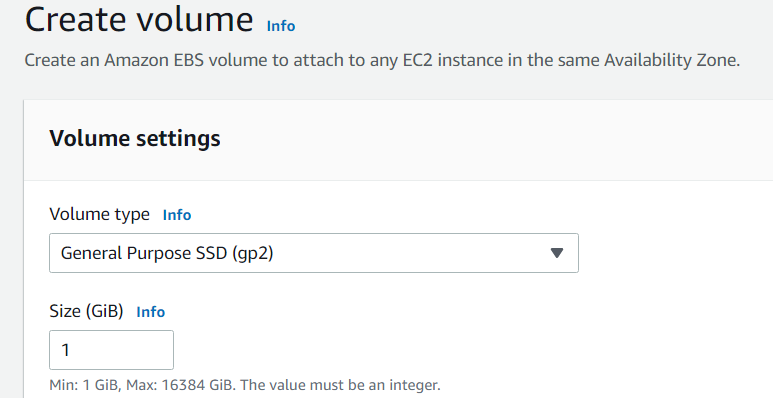 Create volume Info
Create an Amazon EBS volume to attach to any EC2 instance in the same Availability Zone.
Volume settings
Volume type Info
General Purpose SSD (gp2)
Size (GiB) Info
1
Min: 1 GiB, Max: 16384 GiB. The value must be an integer.